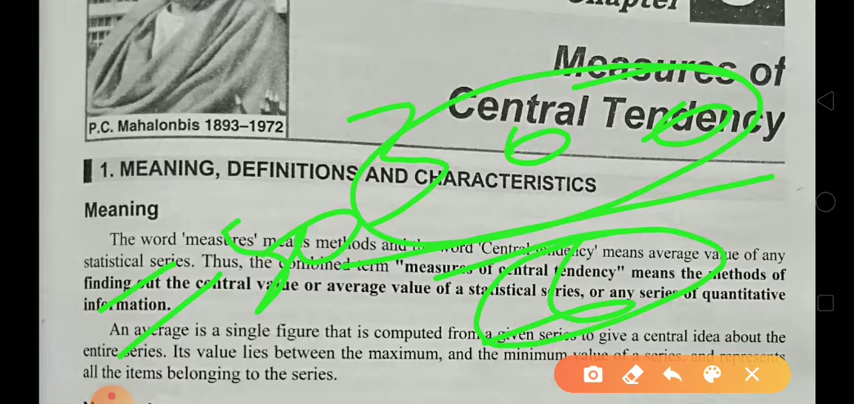 Chapter
Measures of
Central Tendency
P.C. Mahalonbis 1893–1972
1. MEANING, DEFINITIONS AND CHARACTERISTICS
Meaning
The word 'measures' means methods and the word 'Central tendency' means average value of any
statistical series. Thus, the combined term "measures of central tendency" means the methods of
finding out the central value or average value of a statistical series, or any series of quantitative
information.
An average is a single figure that is computed from a given series to give a central idea about the
entire series. Its value lies between the maximum, and the minimum value of a series, and represents
all the items belonging to the series.